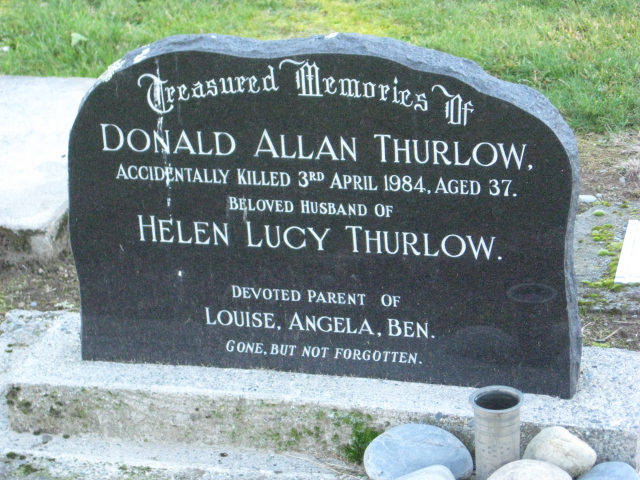 Treasured Memories Of
DONALD ALLAN THURLOW,
ACCIDENTALLY KILLED 3RD APRIL 1984, AGED 37.
BELOVED HUSBAND OF
HELEN LUCY THURLOW.
DEVOTED PARENT OF
LOUISE, ANGELA, BEN.
GONE, BUT NOT FORGOTTEN.